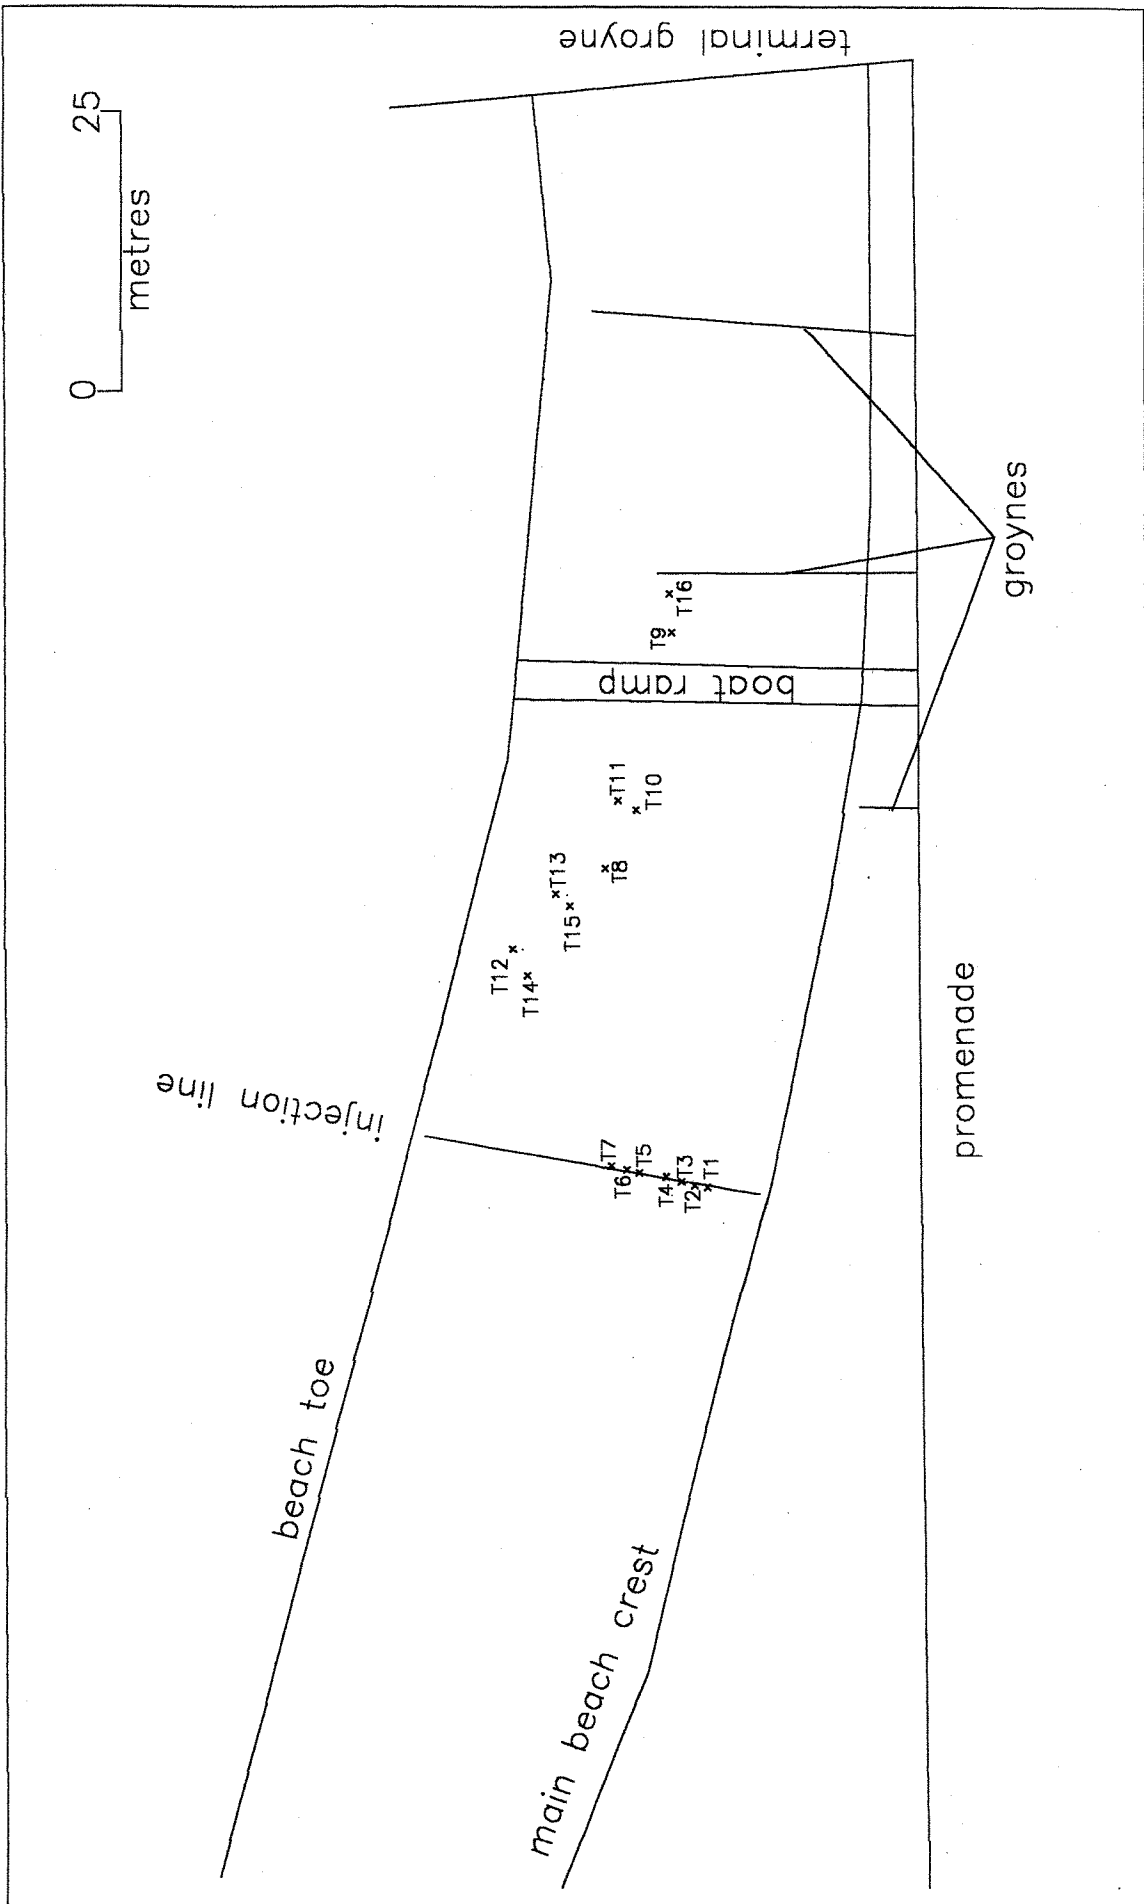 terminal groyne
0 25
metres
groynes
T9
T16
boat ramp
T11
T10
T8
T13
T15
T12
T14
promenade
injection line
T7
T6
T5
T4
T3
T2
T1
beach toe
main beach crest